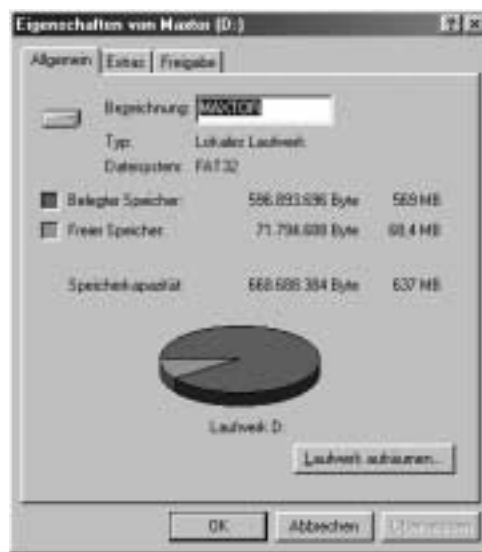 Eigenschaften von Maxtor (D:)
Allgemein Extras Freigabe
Bezeichnung: MAXTOR
Typ: Lokales Laufwerk
Dateisystem: FAT32
Belegter Speicher: 596.893.696 Byte 569 MB
Freier Speicher: 71.794.688 Byte 68,4 MB
Speicherkapazität: 668.688.384 Byte 637 MB
Laufwerk D:
Laufwerk aufräumen...
OK Abbrechen Übernehmen